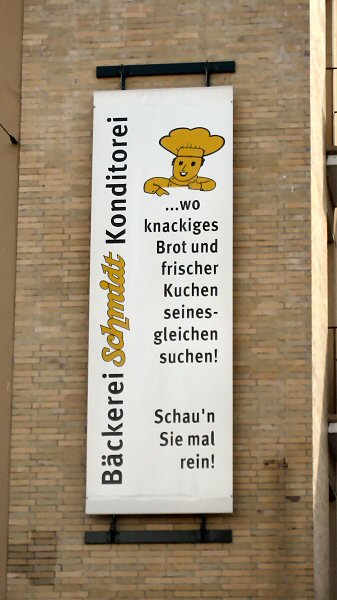 Bäckerei Schmidt Konditorei
...wo
knackiges
Brot und
frischer
Kuchen
seines-
gleichen
suchen!
Schau'n
Sie mal
rein!